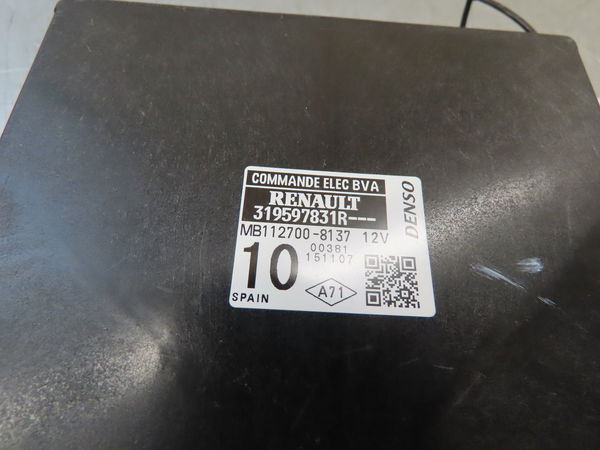 COMMANDE ELEC BVA
RENAULT
319597831R---
MB112700-8137 12V
10
00381
151107
SPAIN
A71
DENSO